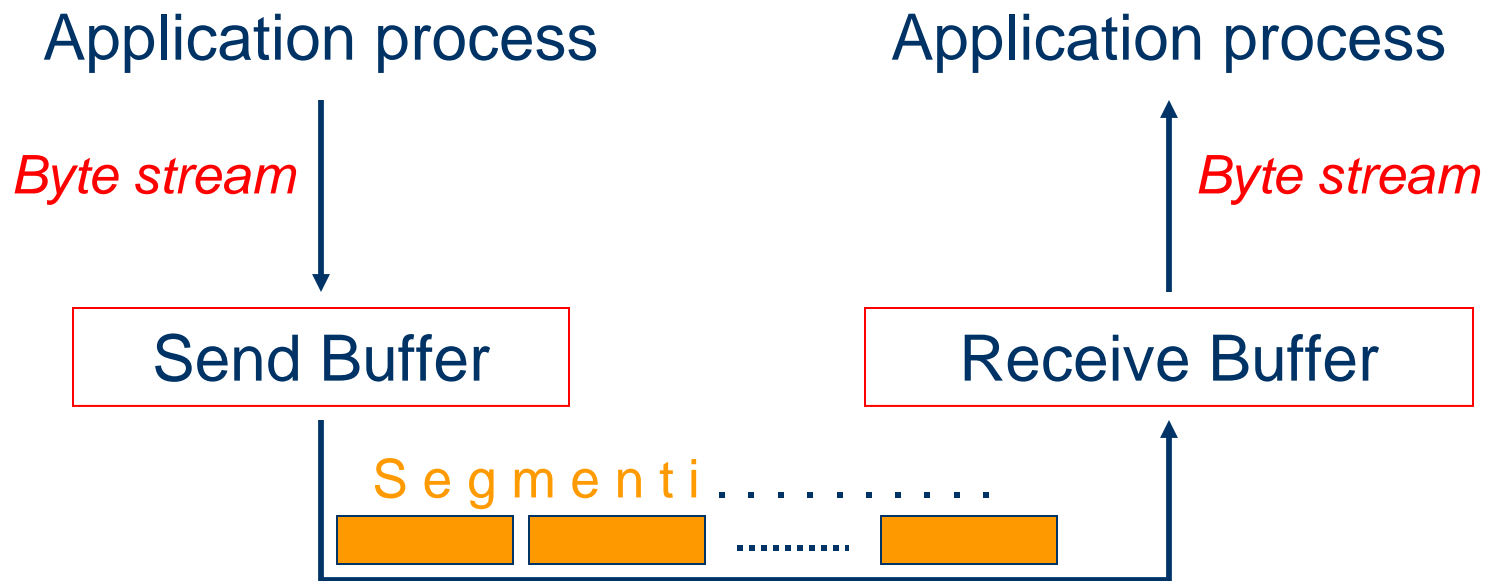 Application process
Application process
Byte stream
Byte stream
Send Buffer
Receive Buffer
S e g m e n t i . . . . . . . . . .
...........